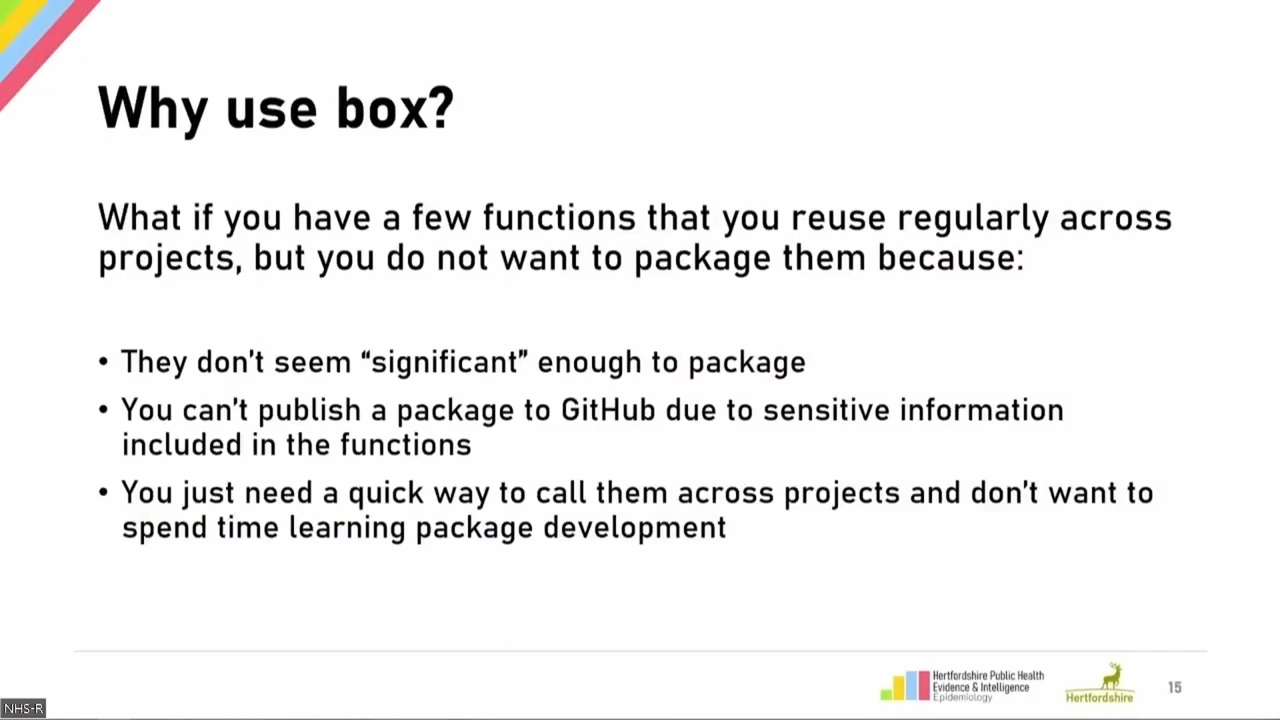 Why use box?
What if you have a few functions that you reuse regularly across
projects, but you do not want to package them because:
• They don't seem “significant” enough to package
• You can't publish a package to GitHub due to sensitive information
included in the functions
• You just need a quick way to call them across projects and don't want to
spend time learning package development
Hertfordshire Public Health
Evidence & Intelligence
Epidemiology
Hertfordshire
15
NHS-R